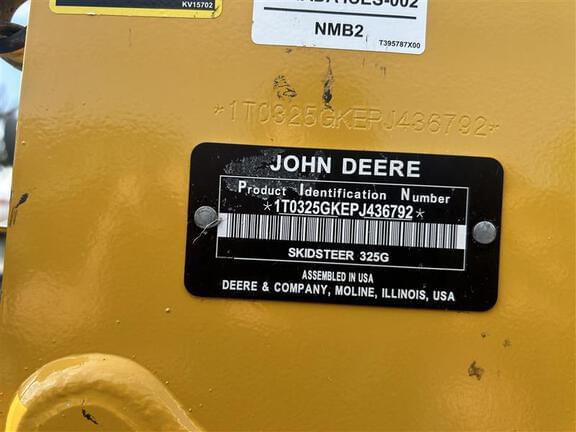 KV15702
NMB2
T395787X00
*1T0325GKEPJ436792*
JOHN DEERE
Product Identification Number
*1T0325GKEPJ436792*
SKIDSTEER 325G
ASSEMBLED IN USA
DEERE & COMPANY, MOLINE, ILLINOIS, USA